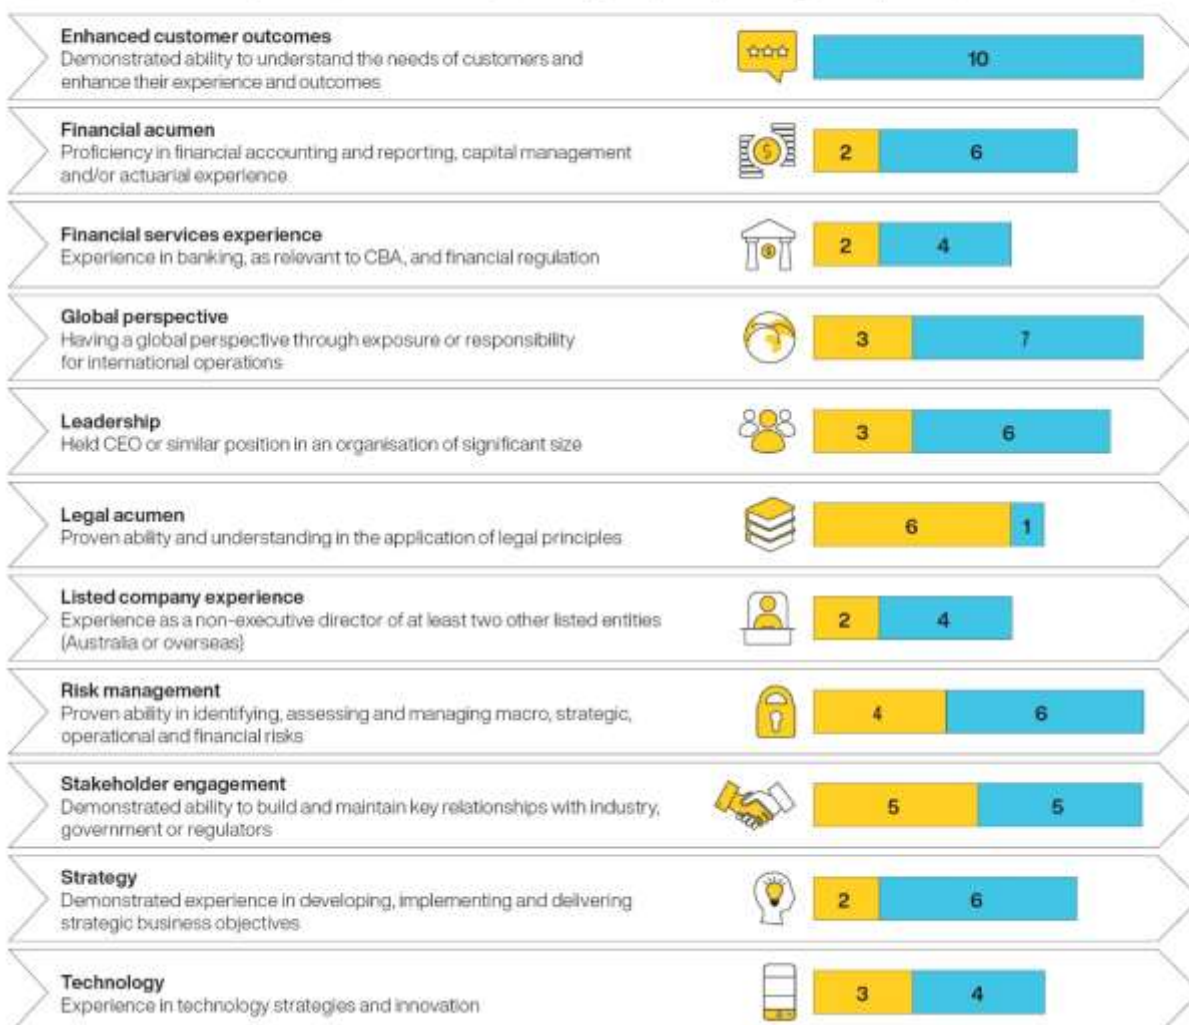 Enhanced customer outcomes
Demonstrated ability to understand the needs of customers and
enhance their experience and outcomes
10
Financial acumen
Proficiency in financial accounting and reporting, capital management
and/or actuarial experience
2 6
Financial services experience
Experience in banking, as relevant to CBA, and financial regulation
2 4
Global perspective
Having a global perspective through exposure or responsibility
for international operations
3 7
Leadership
Held CEO or similar position in an organisation of significant size
3 6
Legal acumen
Proven ability and understanding in the application of legal principles
6 1
Listed company experience
Experience as a non-executive director of at least two other listed entities
(Australia or overseas)
2 4
Risk management
Proven ability in identifying, assessing and managing macro, strategic,
operational and financial risks
4 6
Stakeholder engagement
Demonstrated ability to build and maintain key relationships with industry,
government or regulators
5 5
Strategy
Demonstrated experience in developing, implementing and delivering
strategic business objectives
2 6
Technology
Experience in technology strategies and innovation
3 4